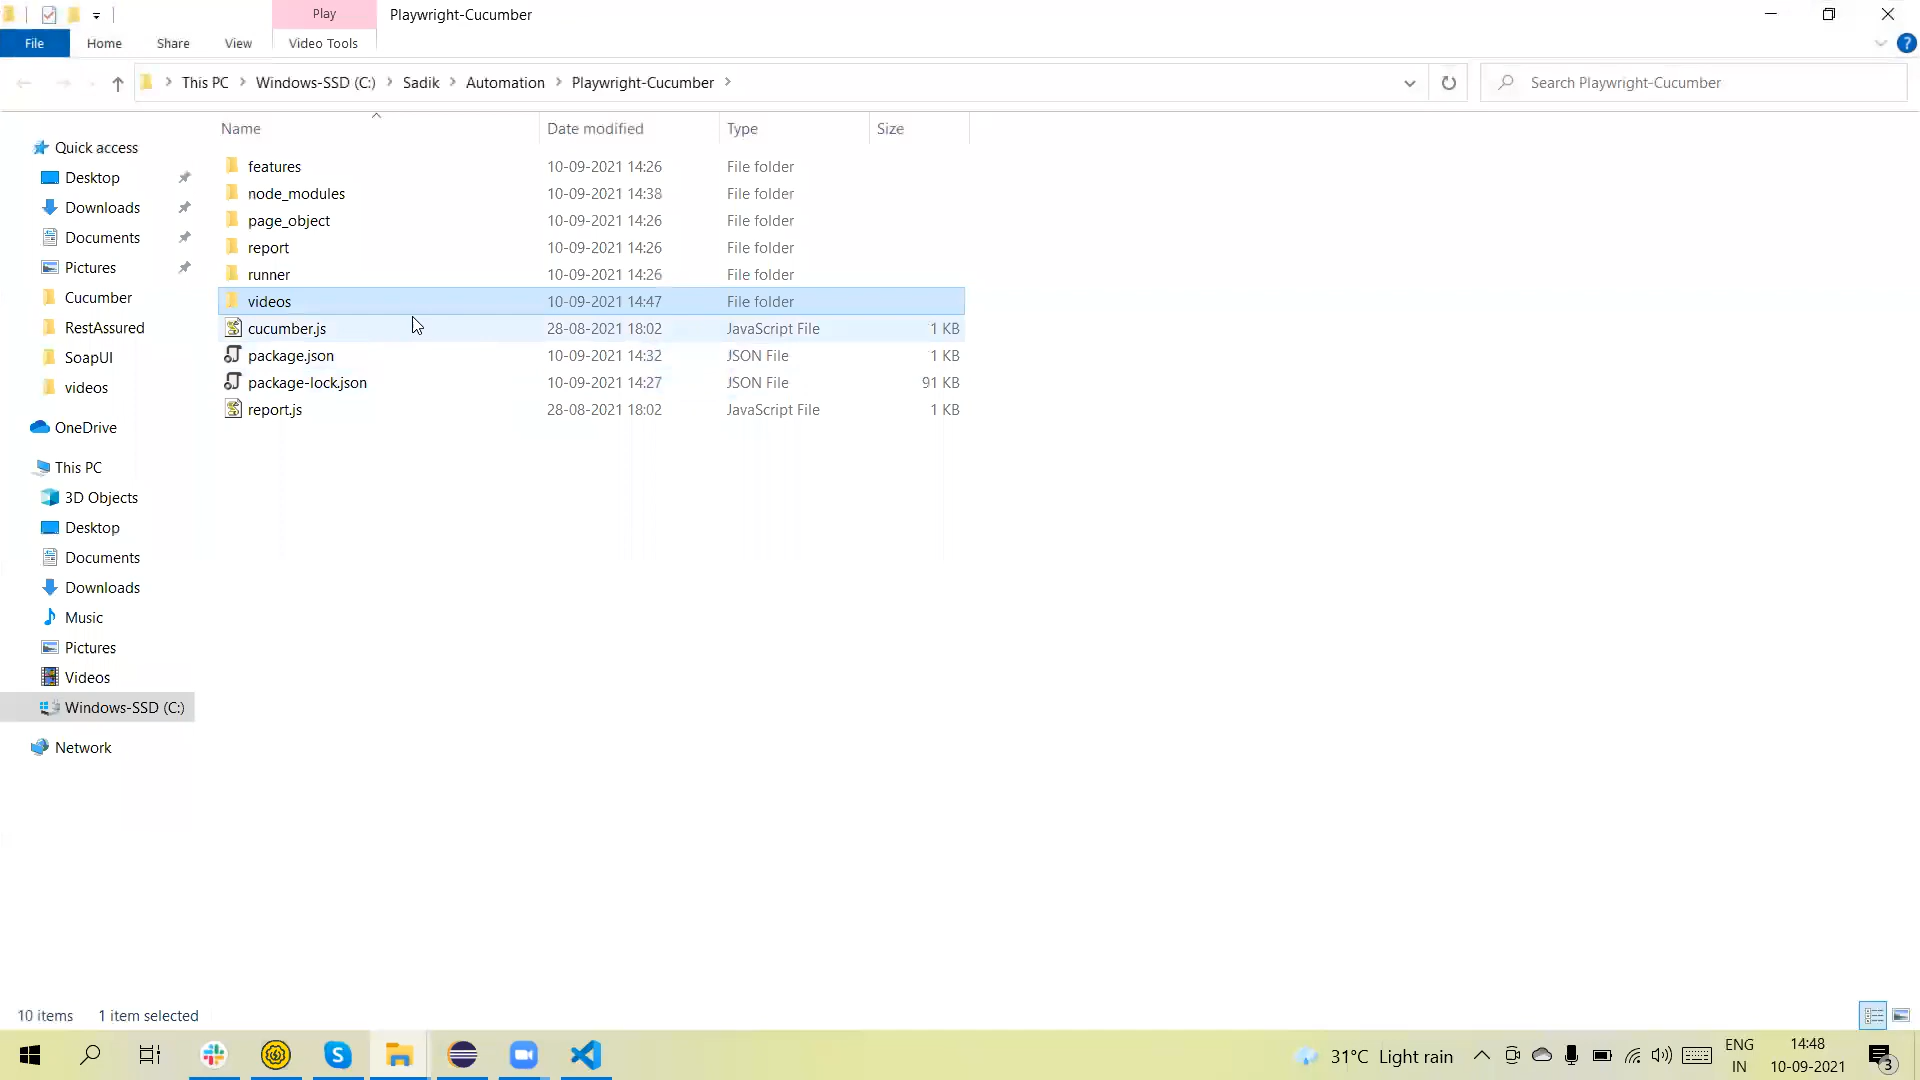 Play
Playwright-Cucumber
File
Home
Share
View
Video Tools
This PC
Windows-SSD (C:)
Sadik
Automation
Playwright-Cucumber
Search Playwright-Cucumber
Name
Date modified
Type
Size
Quick access
Desktop
Downloads
Documents
Pictures
Cucumber
RestAssured
SoapUI
videos
OneDrive
This PC
3D Objects
Desktop
Documents
Downloads
Music
Pictures
Videos
Windows-SSD (C:)
Network
features 10-09-2021 14:26 File folder
node_modules 10-09-2021 14:38 File folder
page_object 10-09-2021 14:26 File folder
report 10-09-2021 14:26 File folder
runner 10-09-2021 14:26 File folder
videos 10-09-2021 14:47 File folder
cucumber.js 28-08-2021 18:02 JavaScript File 1 KB
package.json 10-09-2021 14:32 JSON File 1 KB
package-lock.json 10-09-2021 14:27 JSON File 91 KB
report.js 28-08-2021 18:02 JavaScript File 1 KB
10 items 1 item selected
31°C Light rain
ENG
IN
14:48
10-09-2021
3